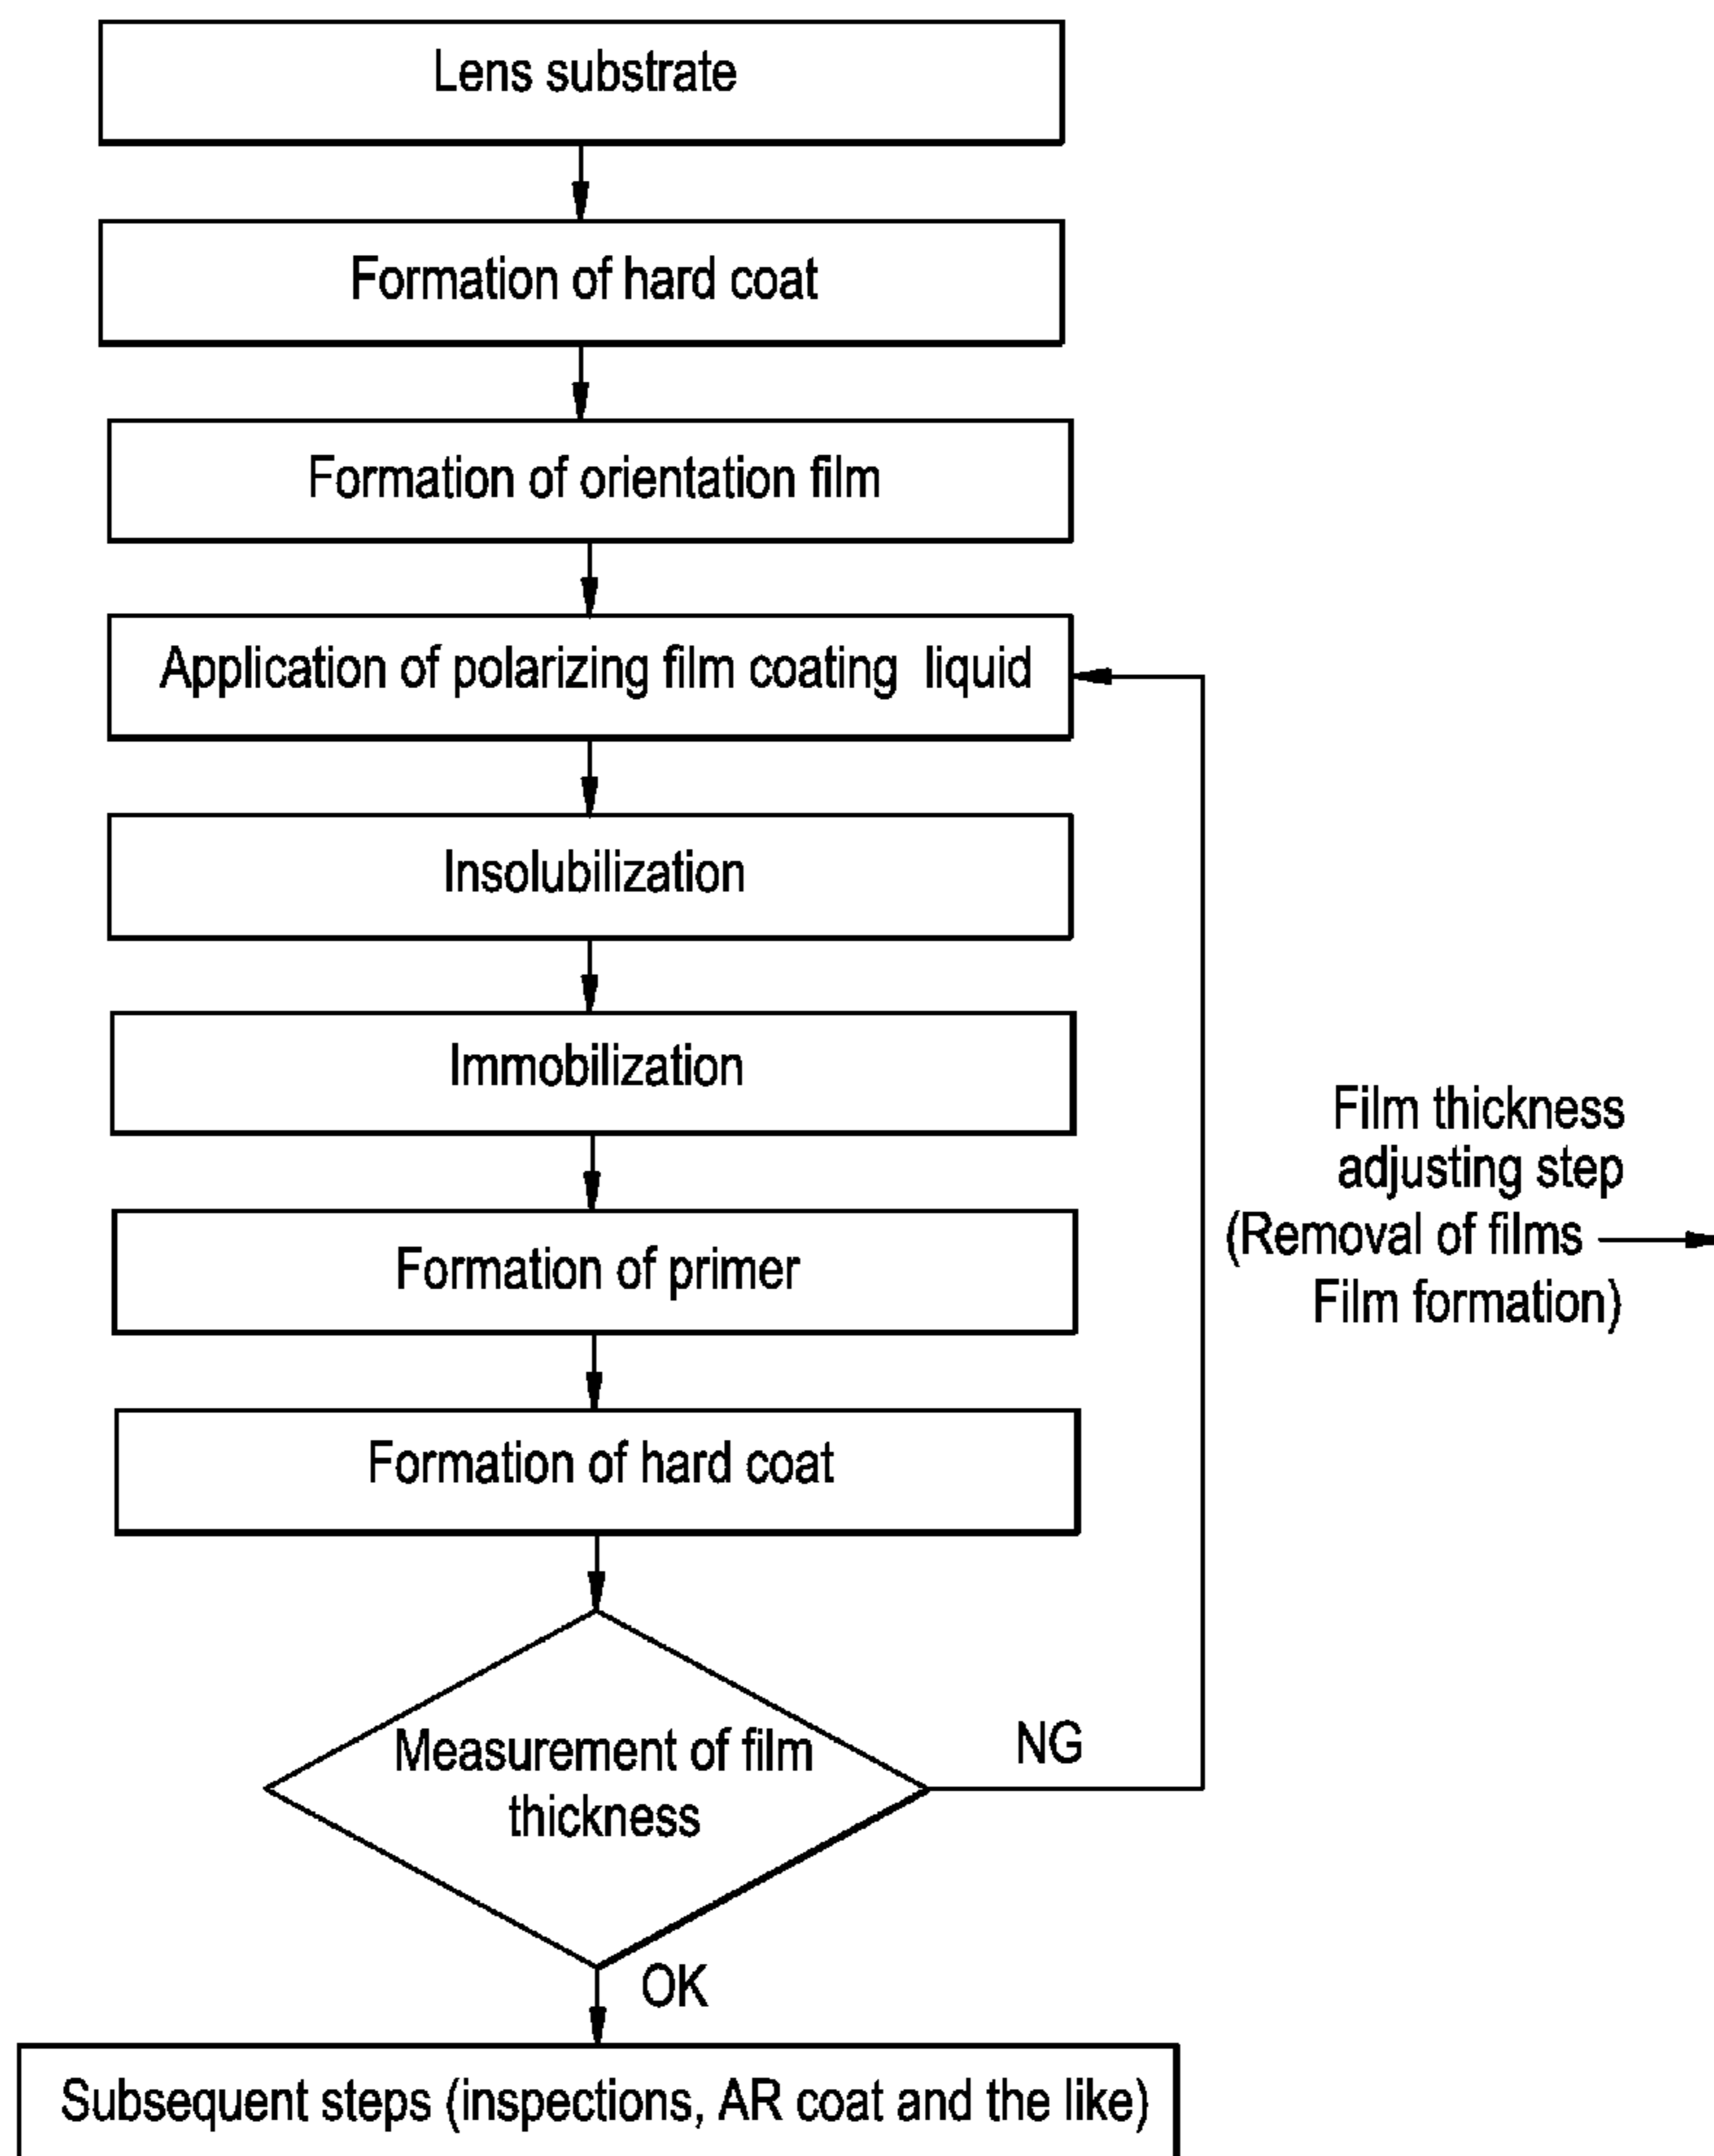 Lens substrate
Formation of hard coat
Formation of orientation film
Application of polarizing film coating liquid
Insolubilization
Immobilization
Film thickness
adjusting step
(Removal of films
Film formation)
Formation of primer
Formation of hard coat
Measurement of film
thickness
NG
OK
Subsequent steps (inspections, AR coat and the like)